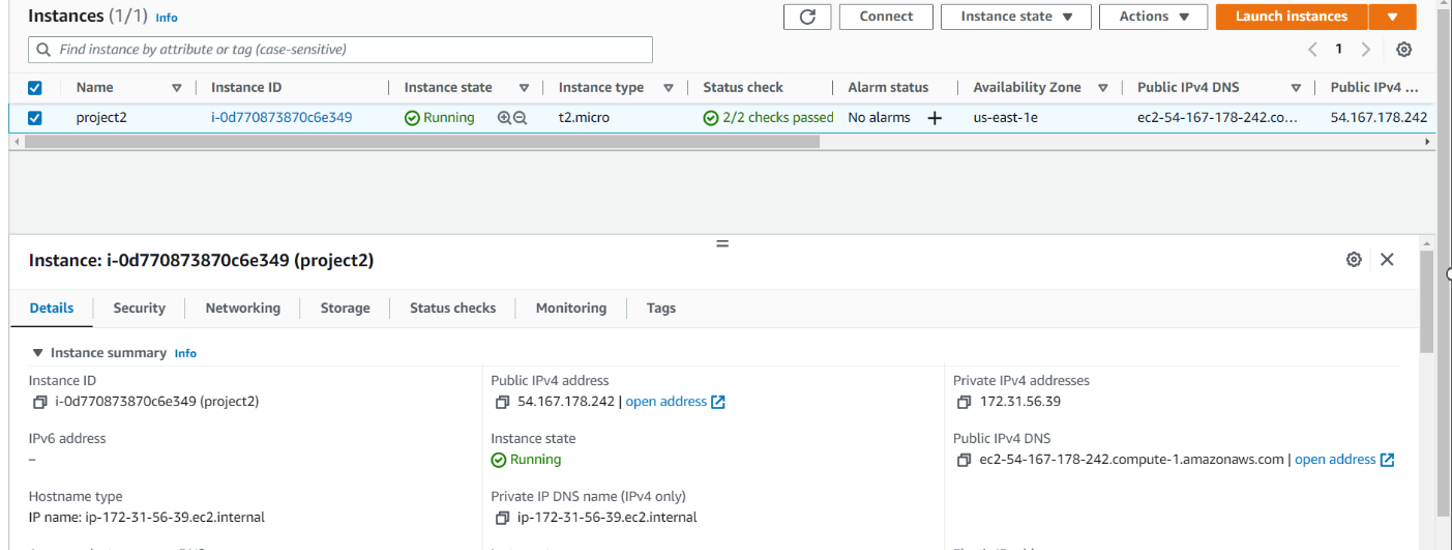 Instances (1/1) Info Connect Instance state Actions Launch instances
Find instance by attribute or tag (case-sensitive) 1
Name Instance ID Instance state Instance type Status check Alarm status Availability Zone Public IPv4 DNS Public IPv4 ...
project2 i-0d770873870c6e349 Running t2.micro 2/2 checks passed No alarms + us-east-1e ec2-54-167-178-242.co... 54.167.178.242
Instance: i-0d770873870c6e349 (project2)
Details Security Networking Storage Status checks Monitoring Tags
Instance summary Info
Instance ID Public IPv4 address Private IPv4 addresses
i-0d770873870c6e349 (project2) 54.167.178.242 | open address 172.31.56.39
IPv6 address Instance state Public IPv4 DNS
– Running ec2-54-167-178-242.compute-1.amazonaws.com | open address
Hostname type Private IP DNS name (IPv4 only)
IP name: ip-172-31-56-39.ec2.internal ip-172-31-56-39.ec2.internal